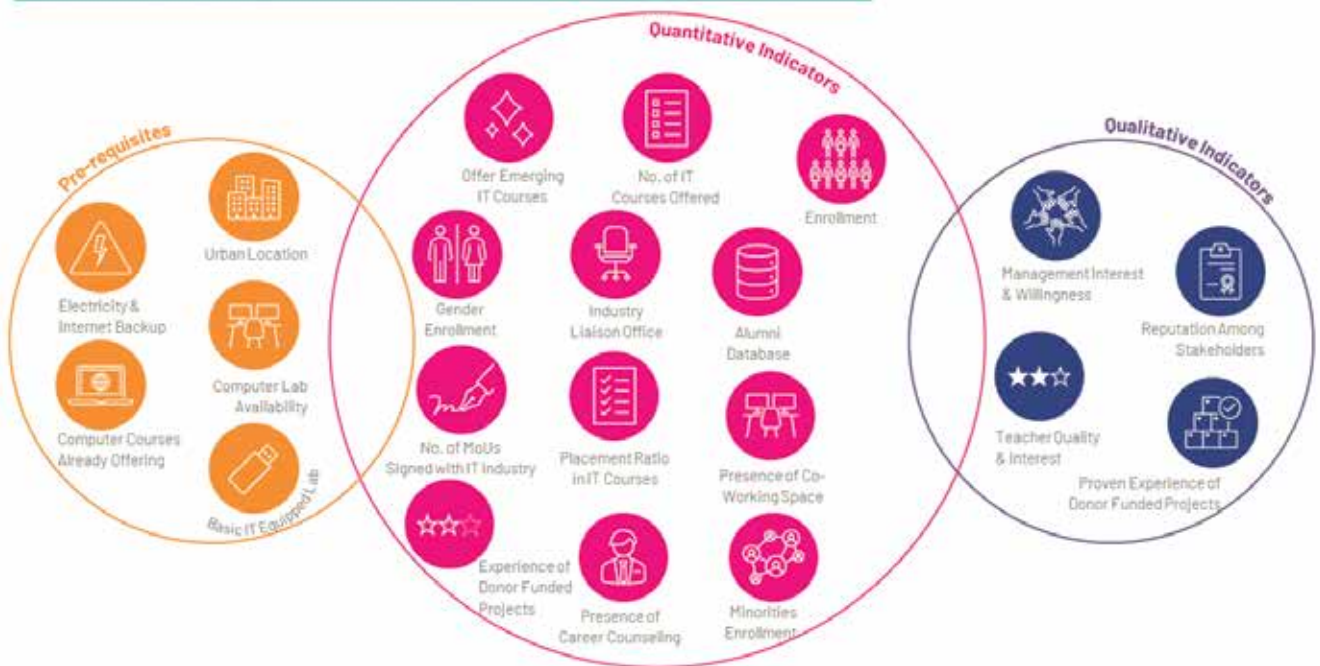 Pre-requisites
Urban Location
Electricity &
Internet Backup
Computer Lab
Availability
Computer Courses
Already Offering
Basic IT Equipped Lab
Quantitative Indicators
Offer Emerging
IT Courses
No. of IT
Courses Offered
Enrollment
Gender
Enrollment
Industry
Liaison Office
Alumni
Database
No. of MoUs
Signed with IT Industry
Placement Ratio
in IT Courses
Presence of Co-
Working Space
Experience of
Donor Funded
Projects
Presence of
Career Counseling
Minorities
Enrollment
Qualitative Indicators
Management Interest
& Willingness
Reputation Among
Stakeholders
Teacher Quality
& Interest
Proven Experience of
Donor Funded Projects